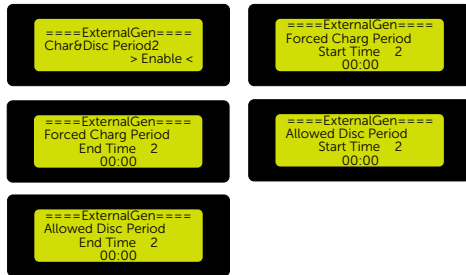 ====ExternalGen====
Char&Disc Period2
> Enable <
====ExternalGen====
Forced Charg Period
Start Time 2
00:00
====ExternalGen====
Forced Charg Period
End Time 2
00:00
====ExternalGen====
Allowed Disc Period
Start Time 2
00:00
====ExternalGen====
Allowed Disc Period
End Time 2
00:00